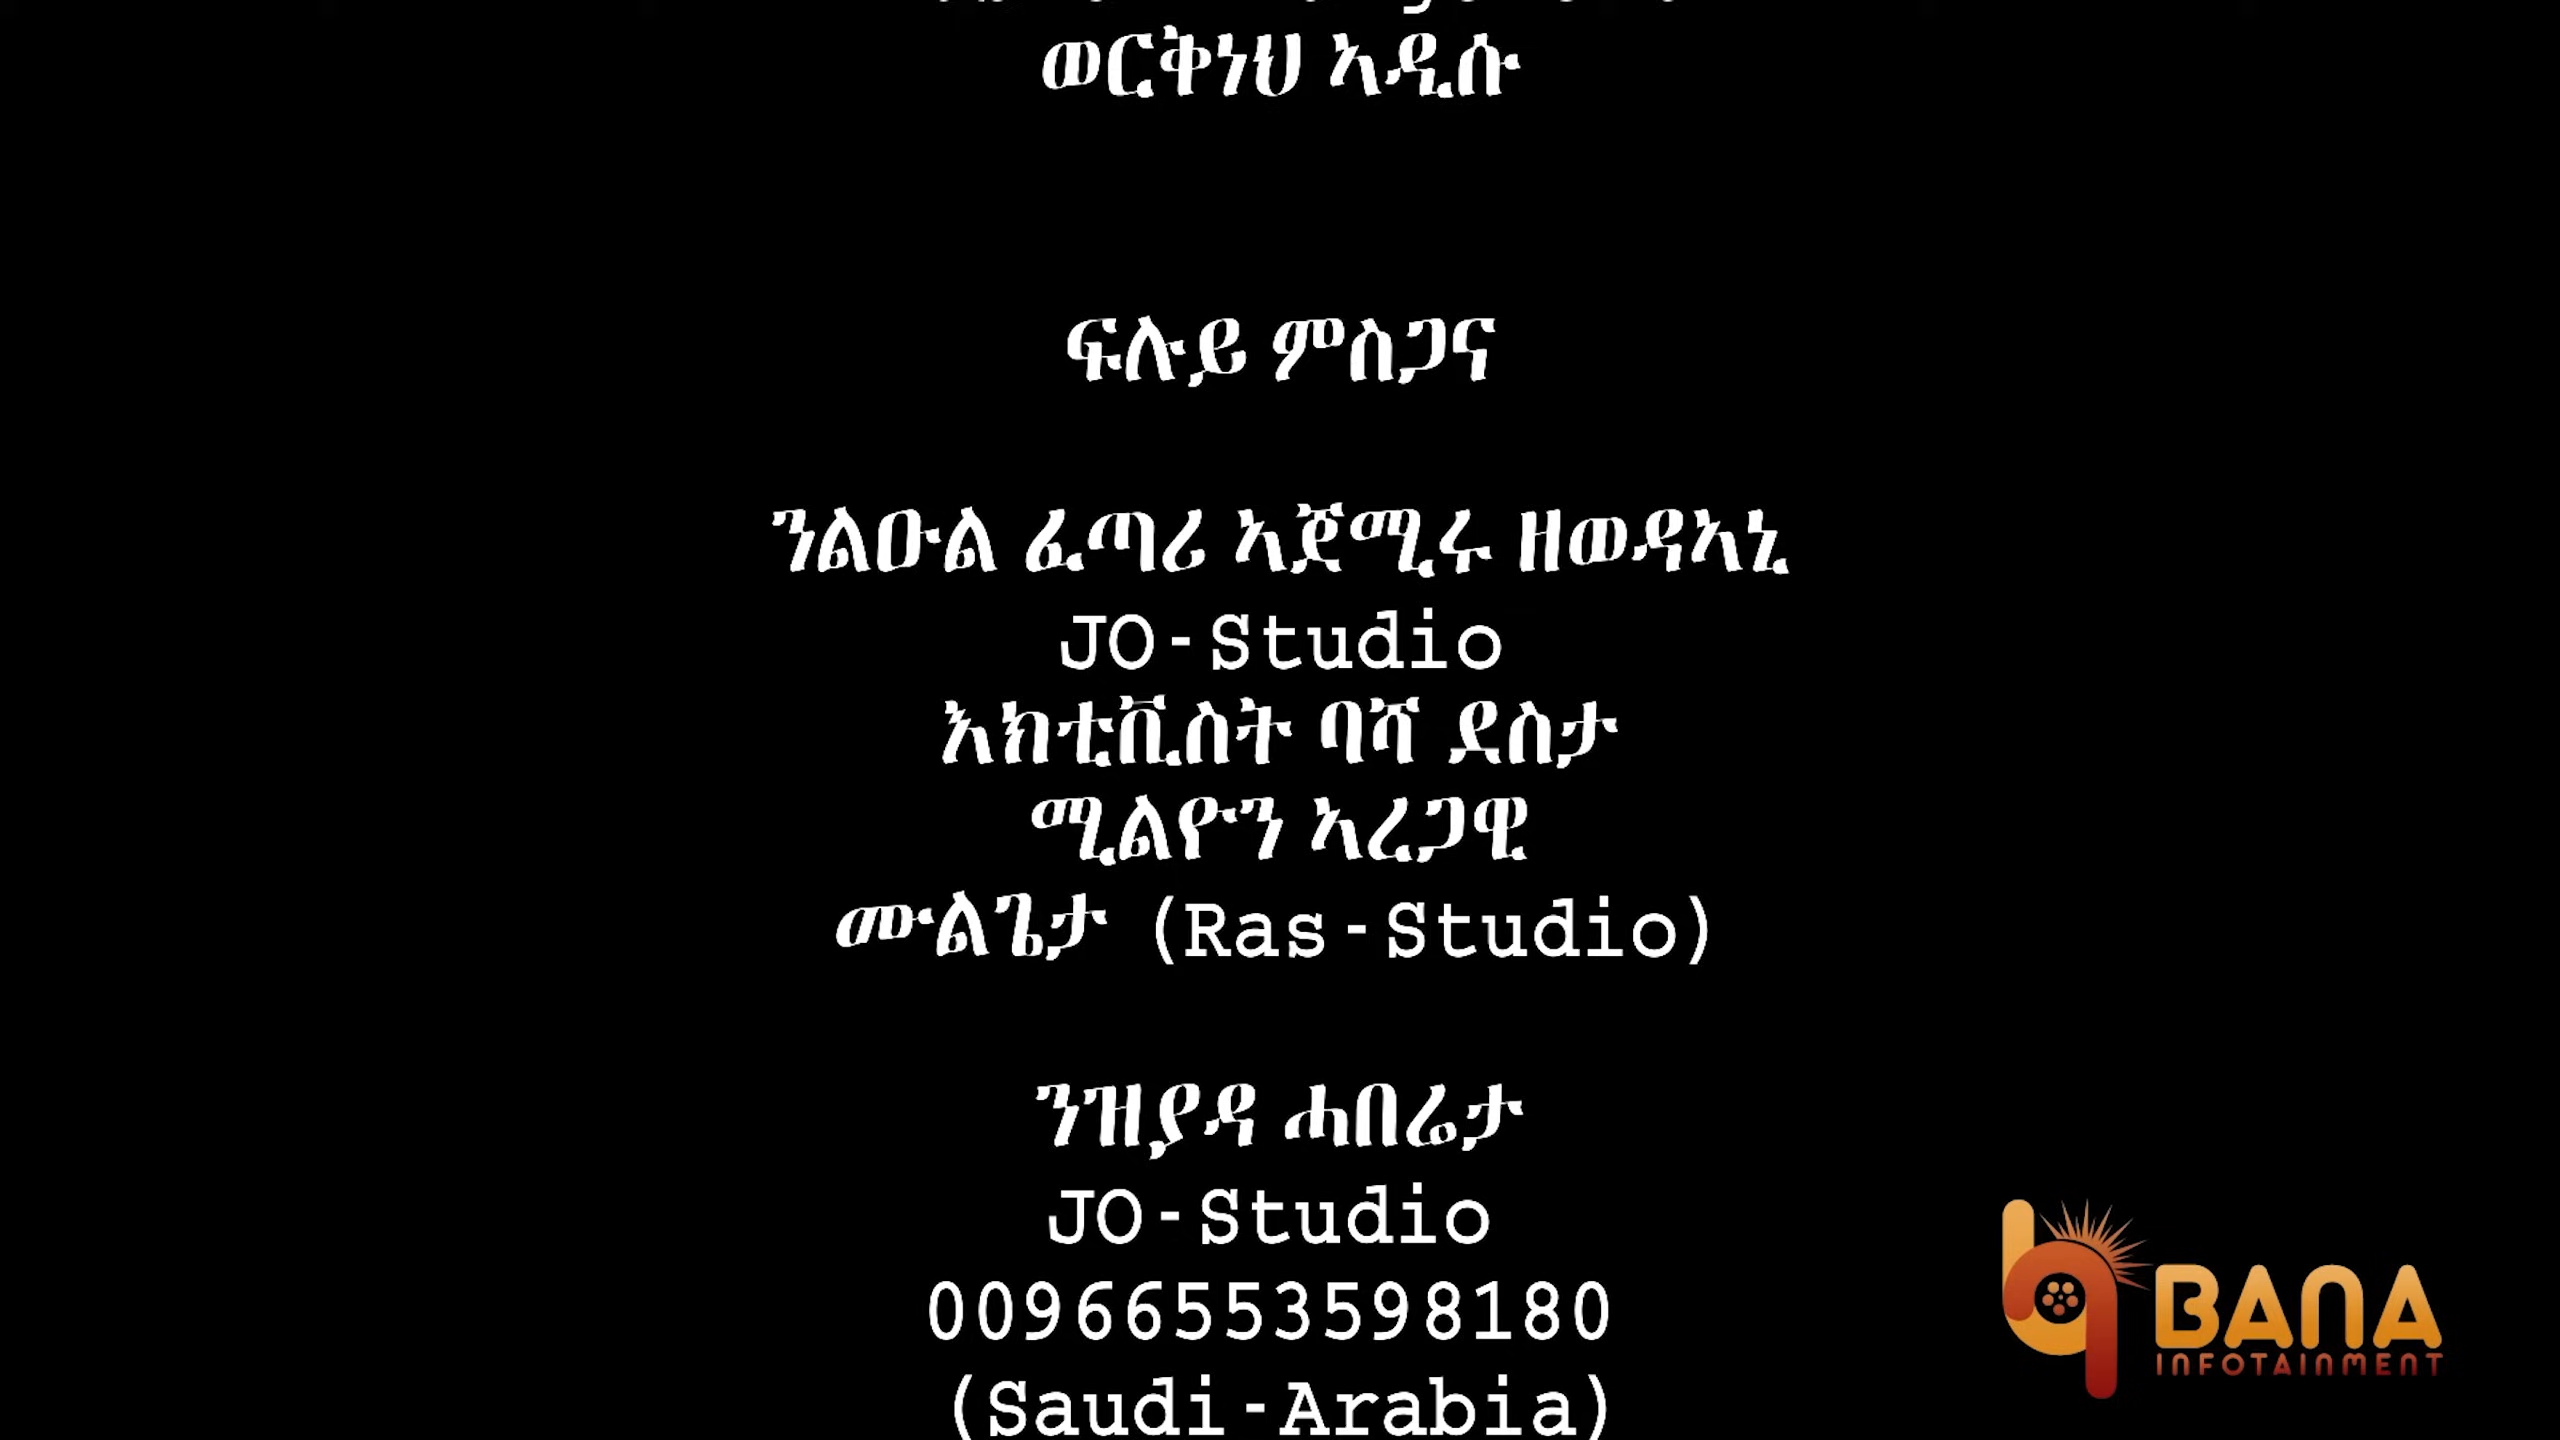 ወርቅነህ ኣዲሱ
ፍሉይ ምስጋና
ንልዑል ፈጣሪ ኣጀሚሩ ዘወዳኣኒ
JO-Studio
እክቲቪስት ባሻ ደስታ
ሚልዮን ኣረጋዊ
ሙልጌታ (Ras-Studio)
ንዝያዳ ሓበሬታ
JO-Studio
00966553598180
(Saudi-Arabia)
BANA
INFOTAINMENT